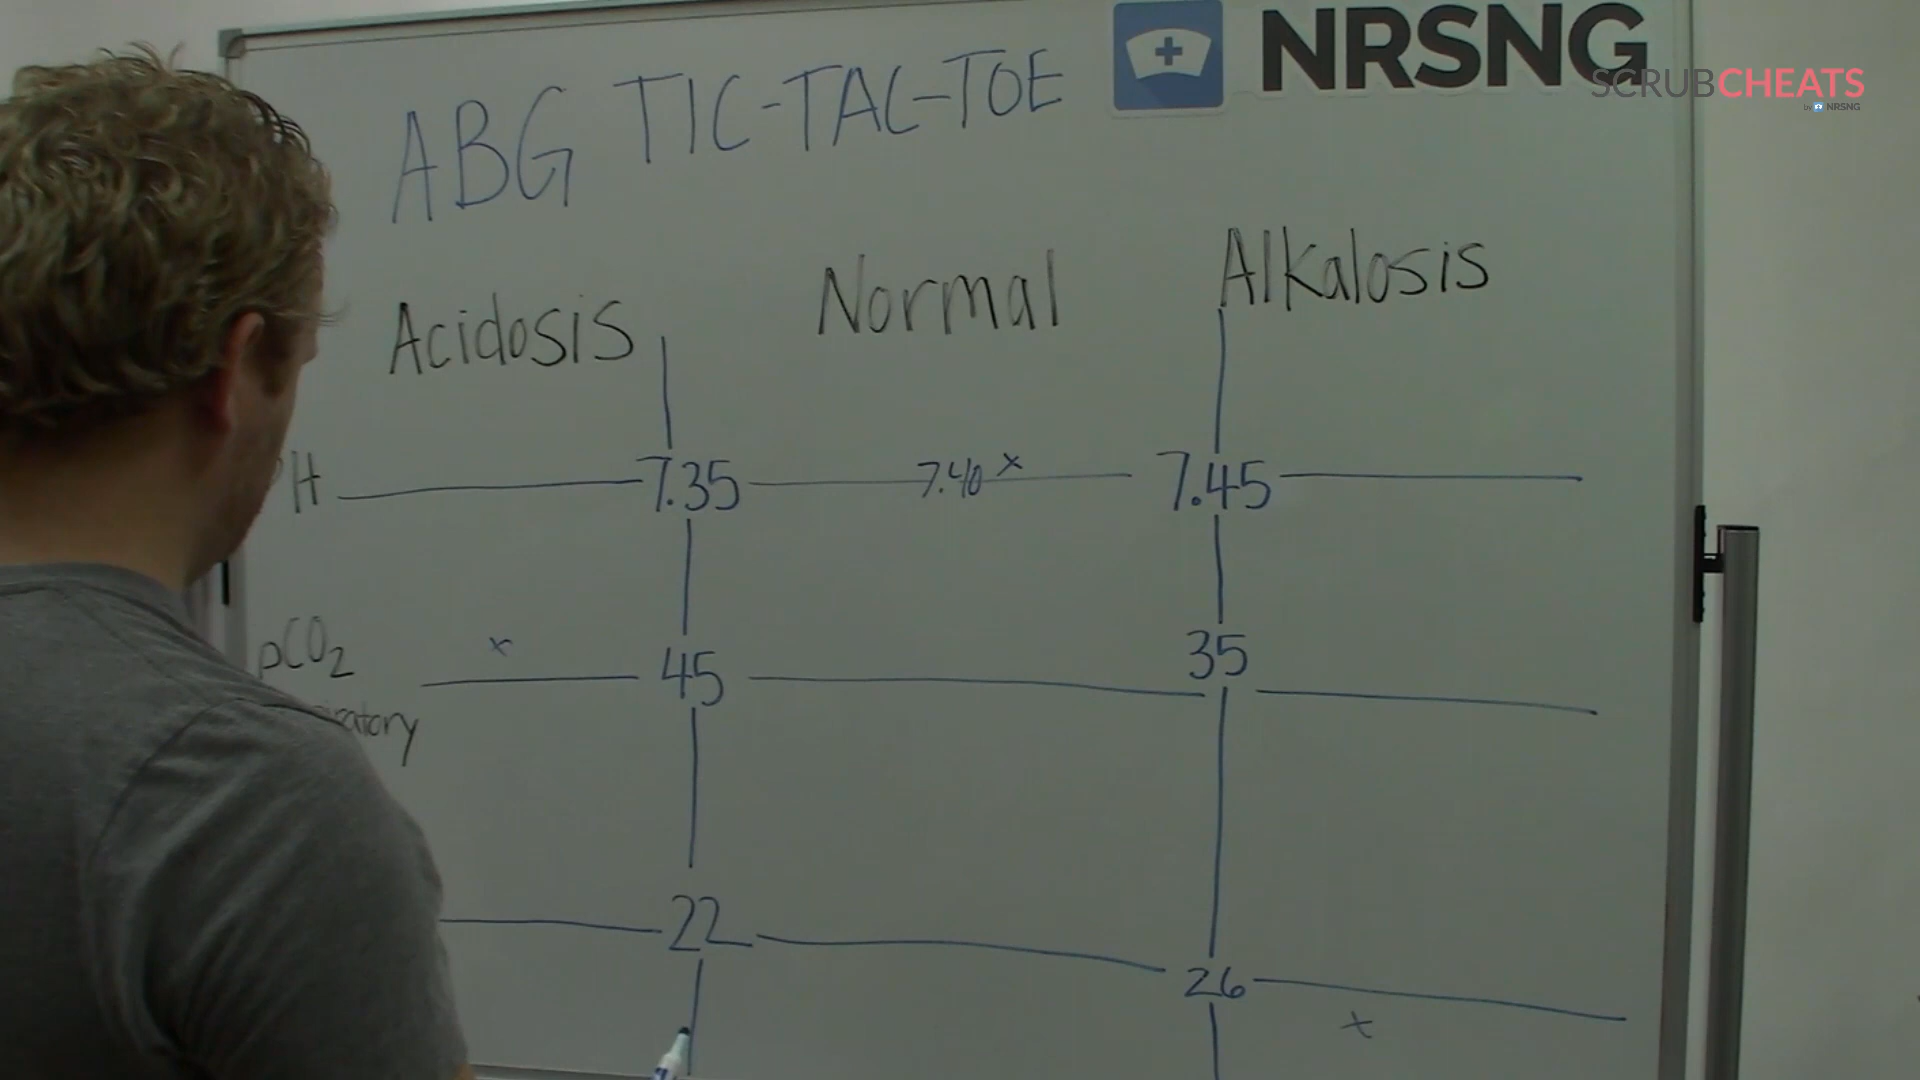 NRSNG
SCRUBCHEATS
by NRSNG
ABG TIC-TAC-TOE
Acidosis Normal Alkalosis
H 7.35 7.40 x 7.45
pCO2 x 45 35
iratory
22 26
x